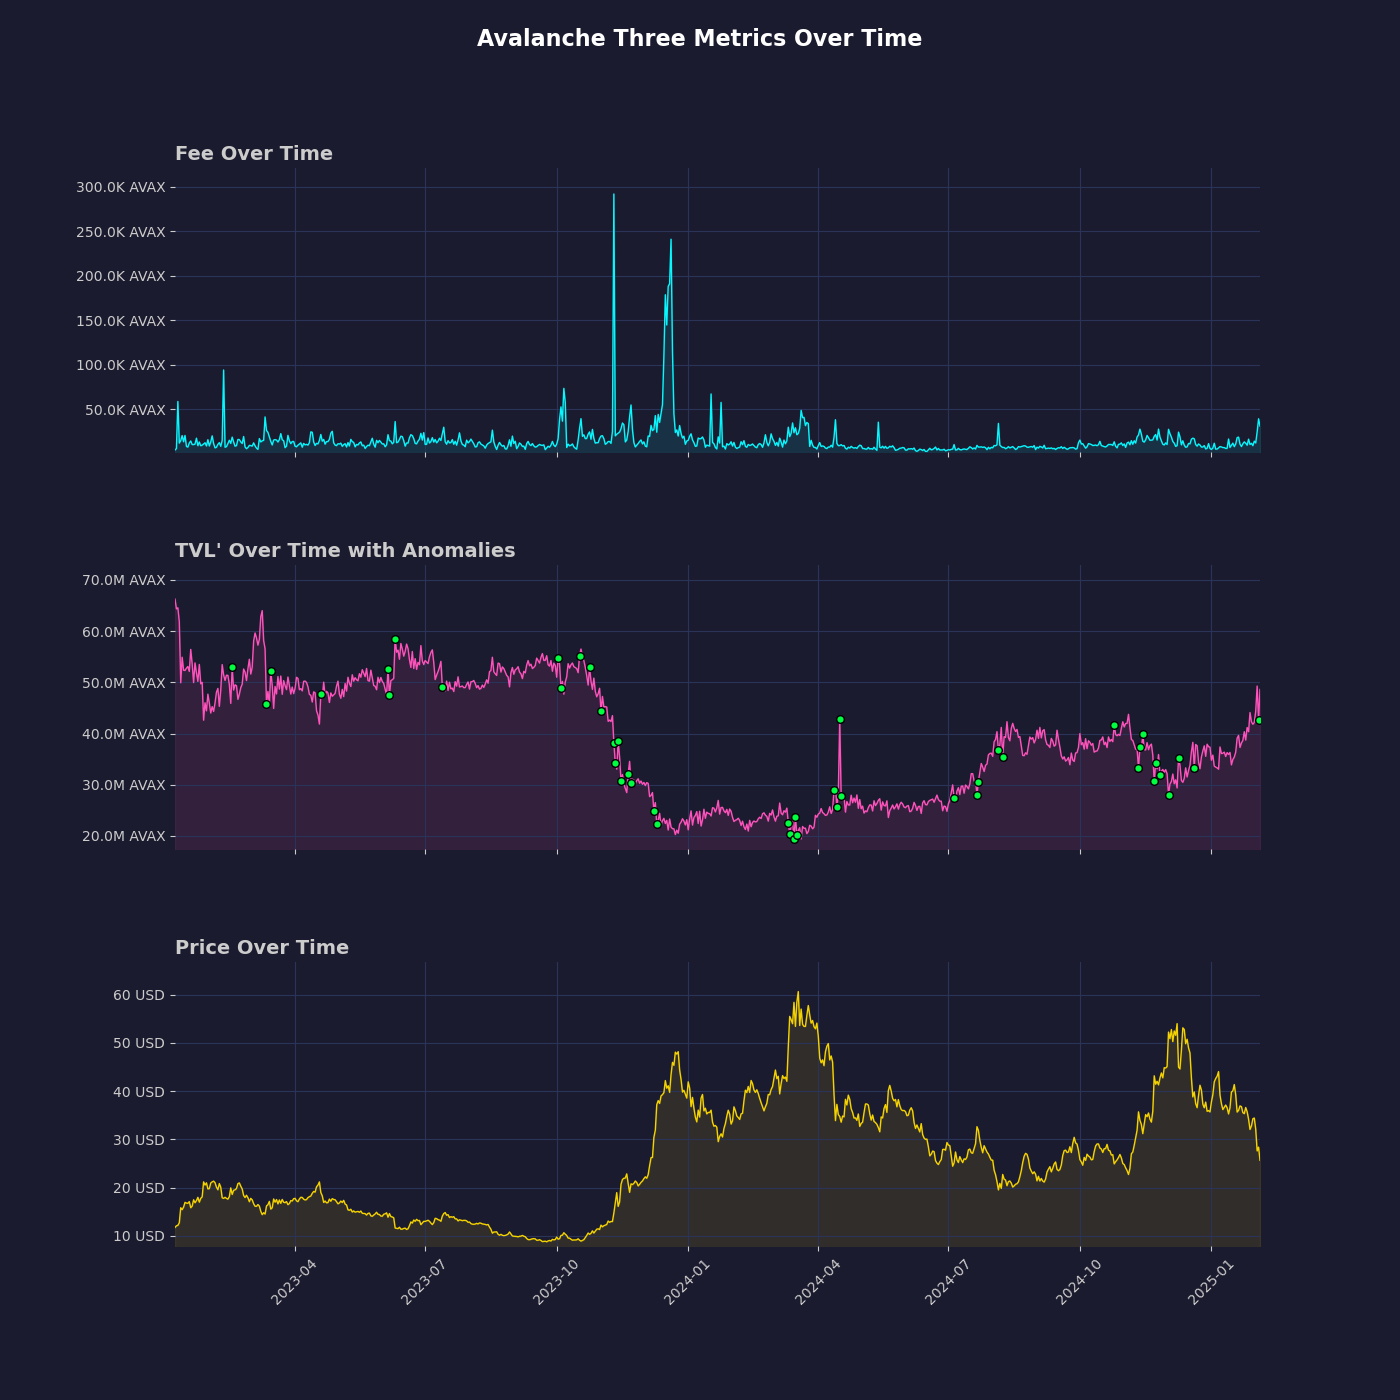 Avalanche Three Metrics Over Time
Fee Over Time
300.0K AVAX
250.0K AVAX
200.0K AVAX
150.0K AVAX
100.0K AVAX
50.0K AVAX
TVL' Over Time with Anomalies
70.0M AVAX
60.0M AVAX
50.0M AVAX
40.0M AVAX
30.0M AVAX
20.0M AVAX
Price Over Time
60 USD
50 USD
40 USD
30 USD
20 USD
10 USD
2023-04
2023-07
2023-10
2024-01
2024-04
2024-07
2024-10
2025-01